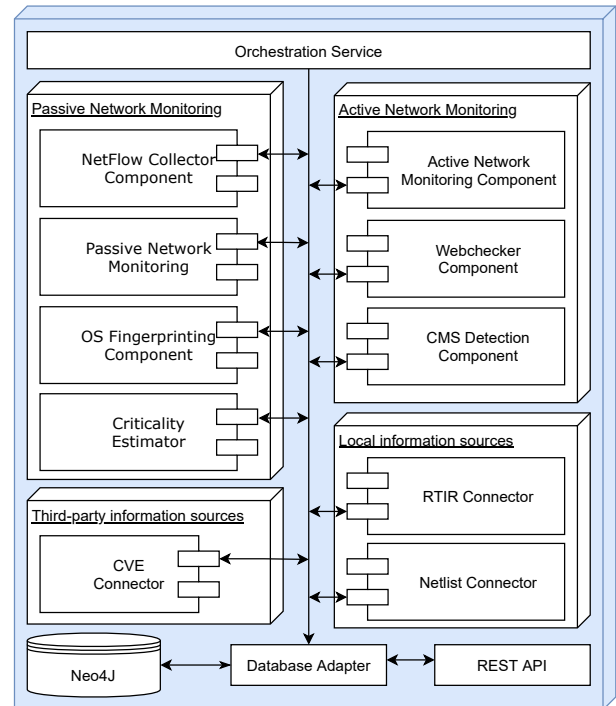 Orchestration Service
Passive Network Monitoring
NetFlow Collector
Component
Passive Network
Monitoring
OS Fingerprinting
Component
Criticality
Estimator
Active Network Monitoring
Active Network
Monitoring Component
Webchecker
Component
CMS Detection
Component
Third-party information sources
CVE
Connector
Local information sources
RTIR Connector
Netlist Connector
Neo4J
Database Adapter
REST API